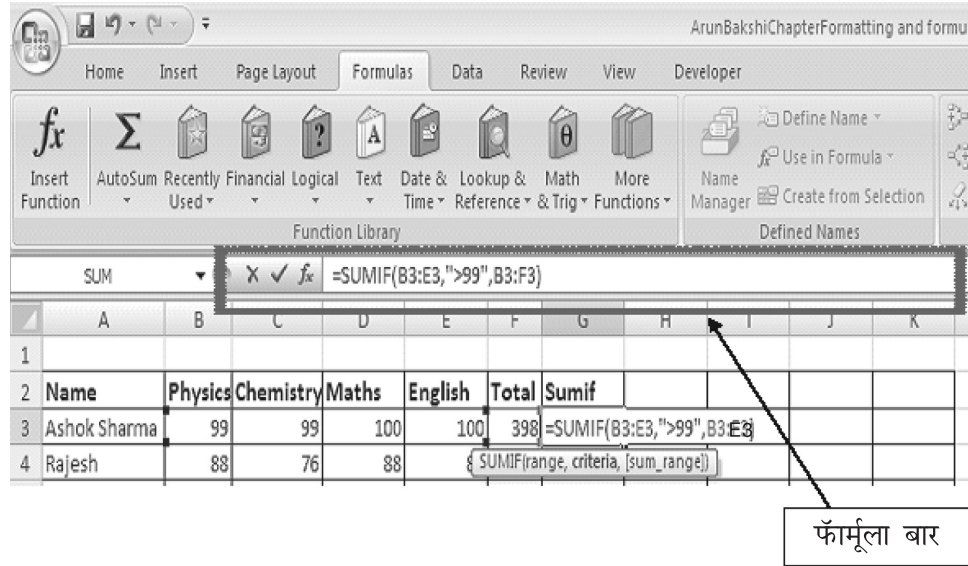 ArunBakshiChapterFormatting and formu
Home Insert Page Layout Formulas Data Review View Developer
fx Σ ? A θ
Insert Function AutoSum Recently Used Financial Logical Text Date & Time Lookup & Reference Math & Trig More Functions
Name Manager Define Name
Use in Formula
Create from Selection
Function Library Defined Names
SUM X ✓ fx =SUMIF(B3:E3,">99",B3:F3)
A B C D E F G H I J K
1
2 Name Physics Chemistry Maths English Total Sumif
3 Ashok Sharma 99 99 100 100 398 =SUMIF(B3:E3,">99",B3:E3)
4 Rajesh 88 76 88
SUMIF(range, criteria, [sum_range])
फॅार्मूला बार